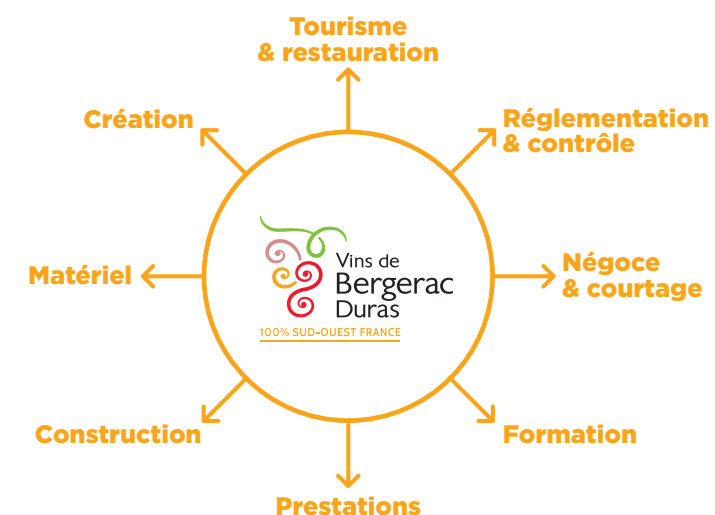 Tourisme
& restauration
Création
Réglementation
& contrôle
Matériel
Vins de
Bergerac
Duras
100% SUD-OUEST FRANCE
Négoce
& courtage
Construction
Formation
Prestations